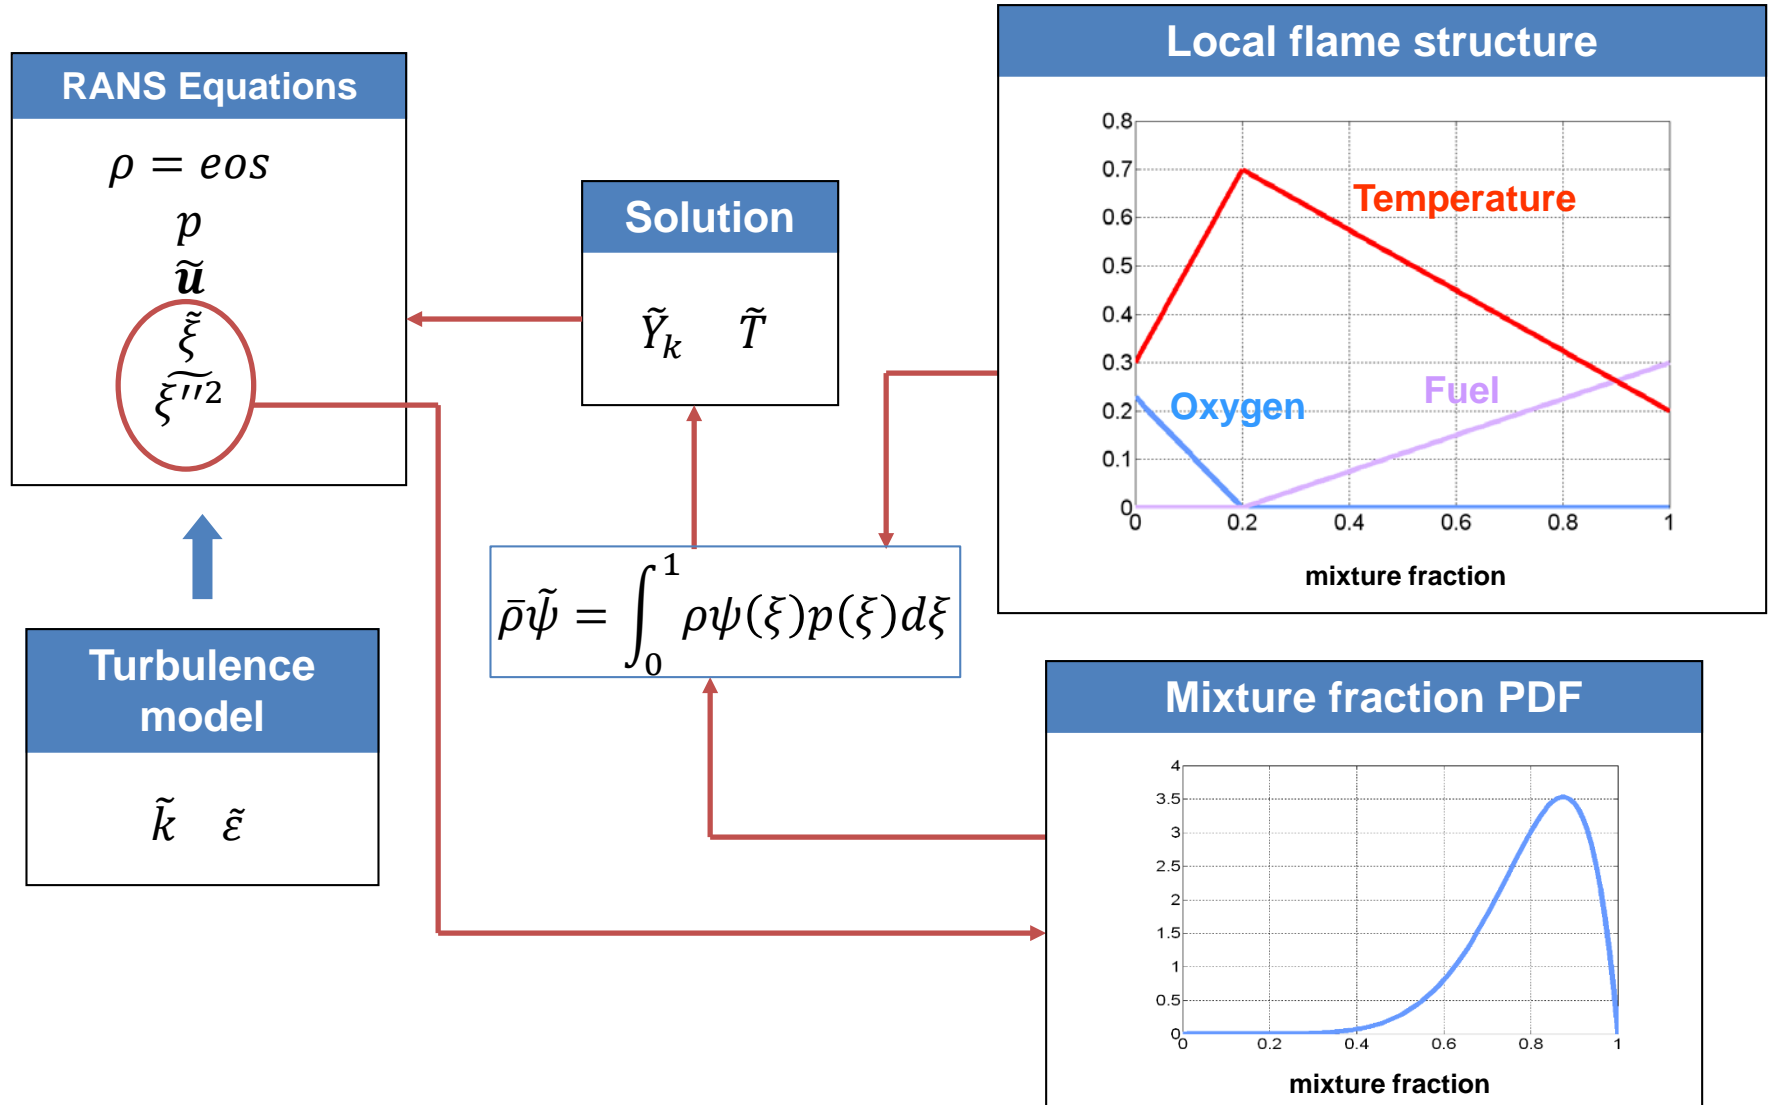 RANS Equations
ρ = eos
p
ũ
ξ̃
ξ''²̃
Turbulence
model
k̃ ε̃
Solution
Ỹₖ T̃
ρ̄ψ̃ = ∫₀¹ ρψ(ξ)p(ξ)dξ
Local flame structure
0.8
0.7
0.6
0.5
0.4
0.3
0.2
0.1
0
Temperature
Oxygen
Fuel
0 0.2 0.4 0.6 0.8 1
mixture fraction
Mixture fraction PDF
4
3.5
3
2.5
2
1.5
1
0.5
0
0 0.2 0.4 0.6 0.8 1
mixture fraction